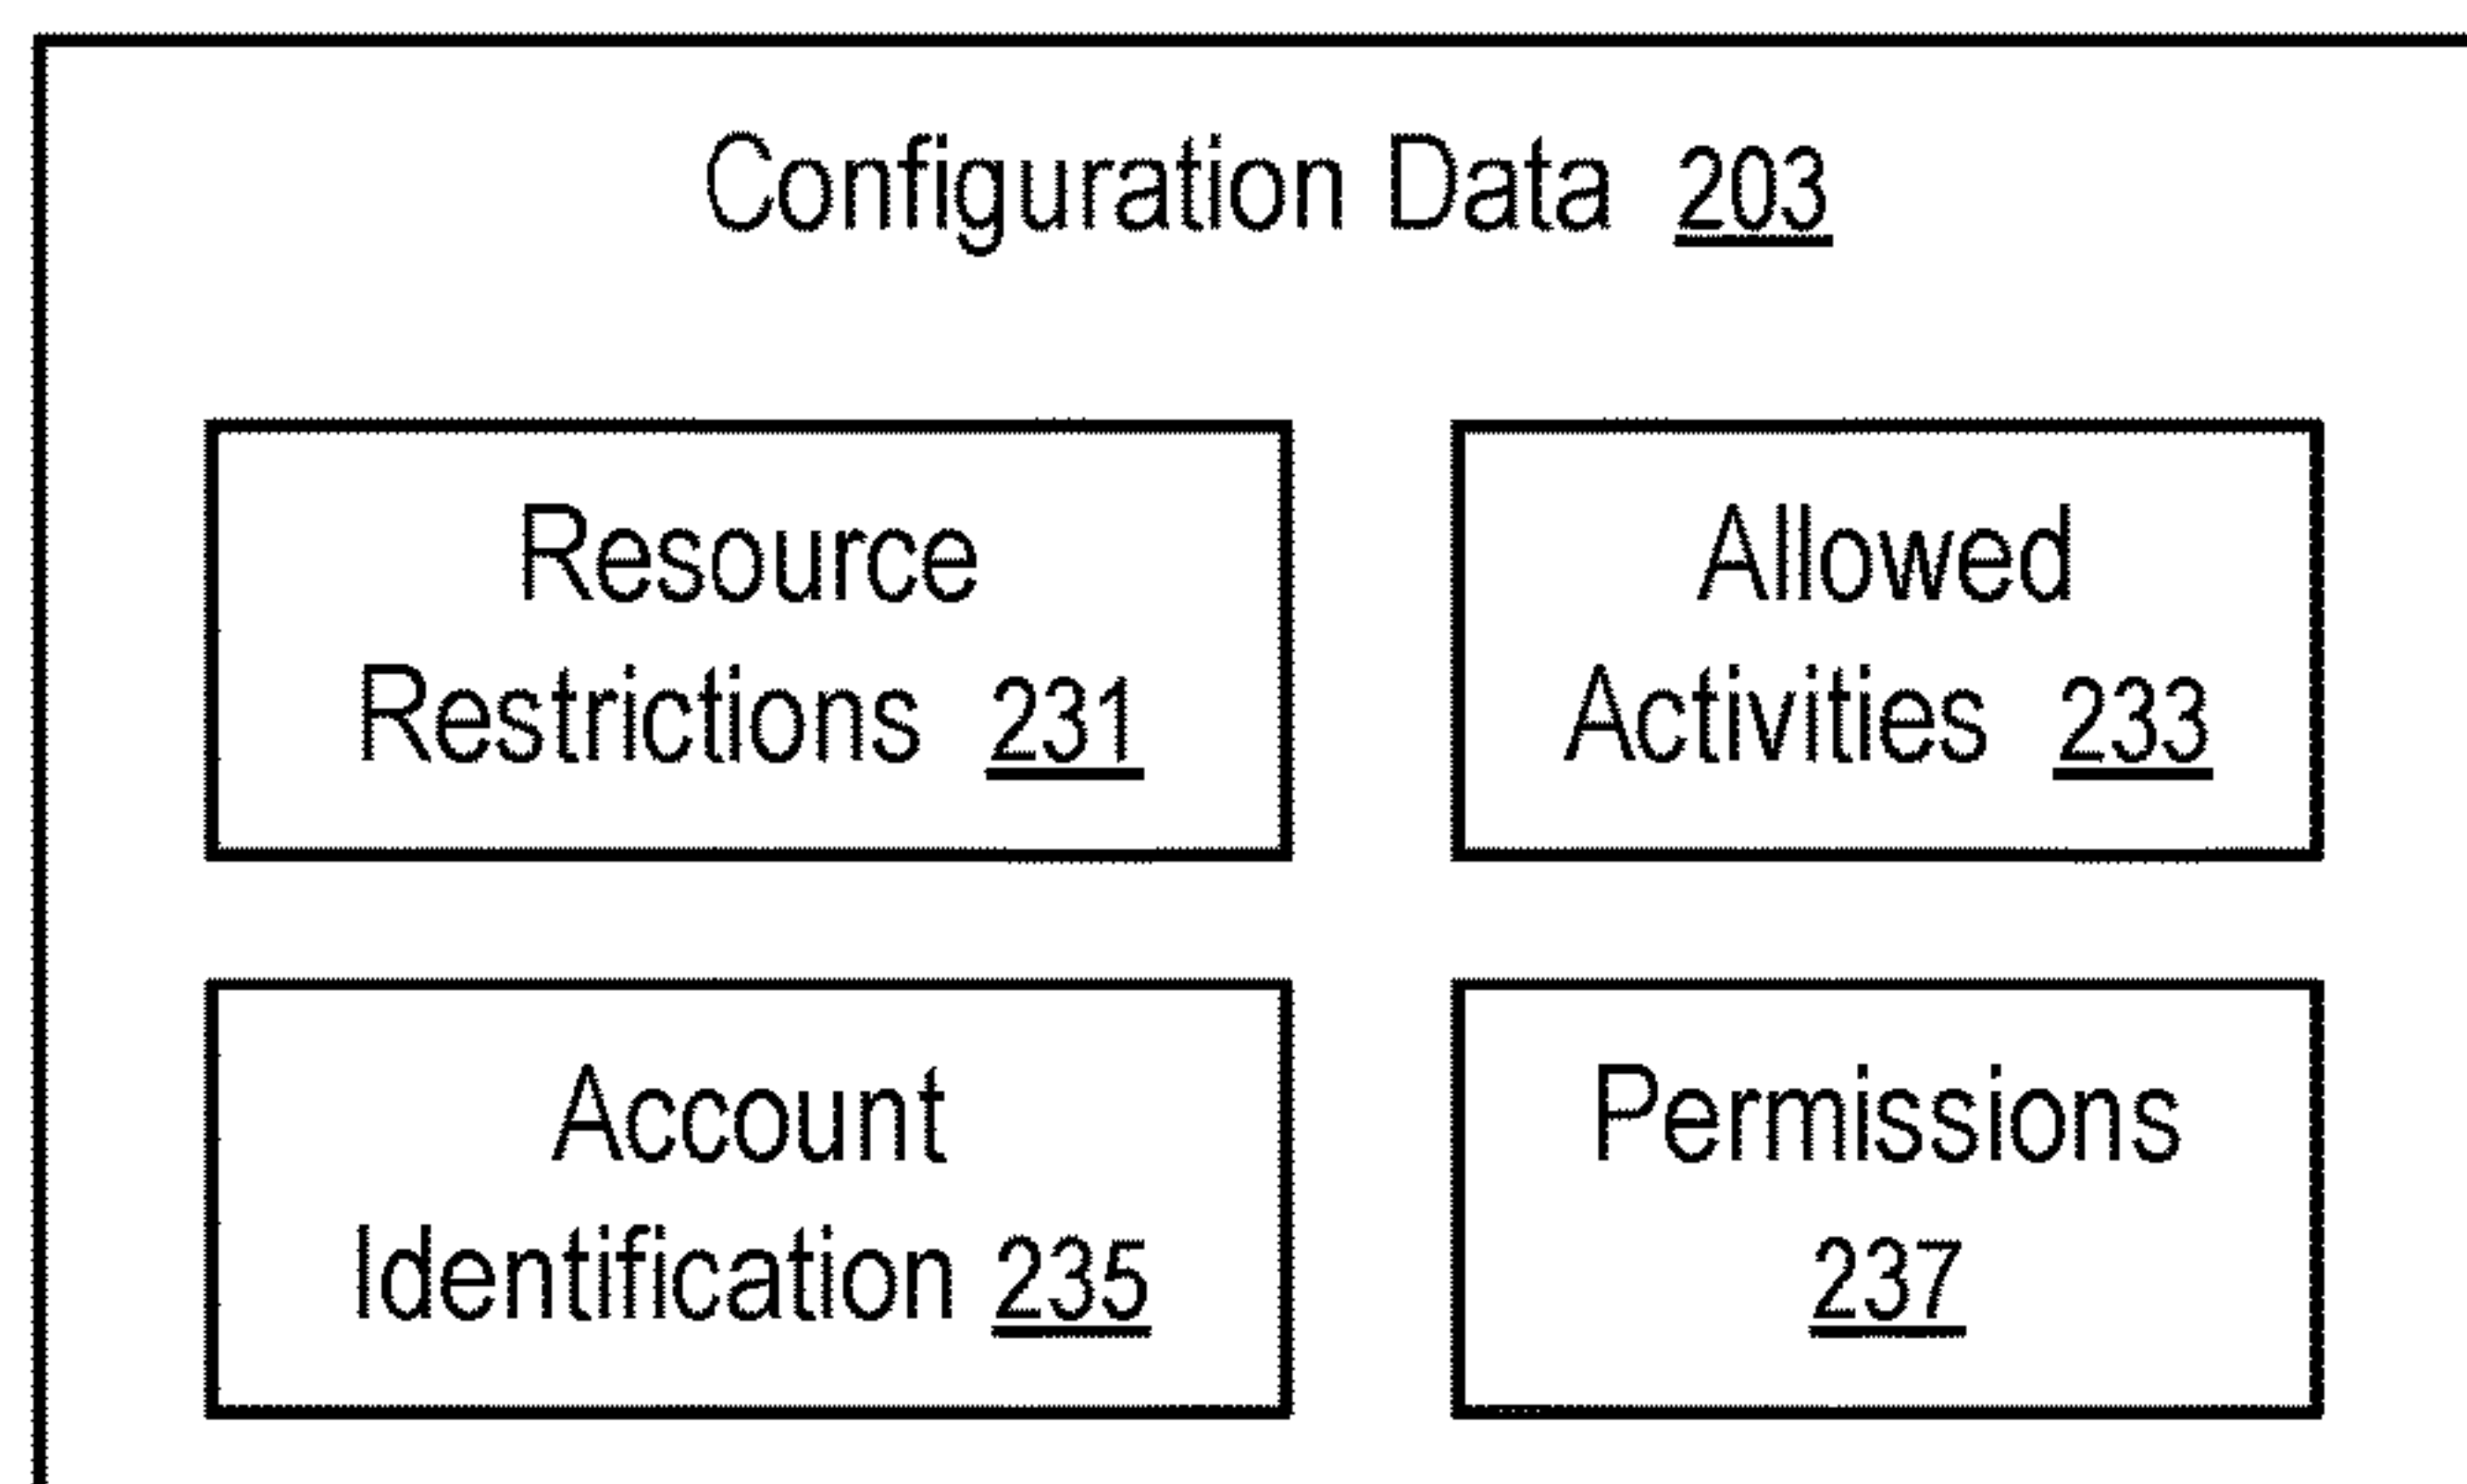 Configuration Data 203
Resource
Restrictions 231
Allowed
Activities 233
Account
Identification 235
Permissions
237